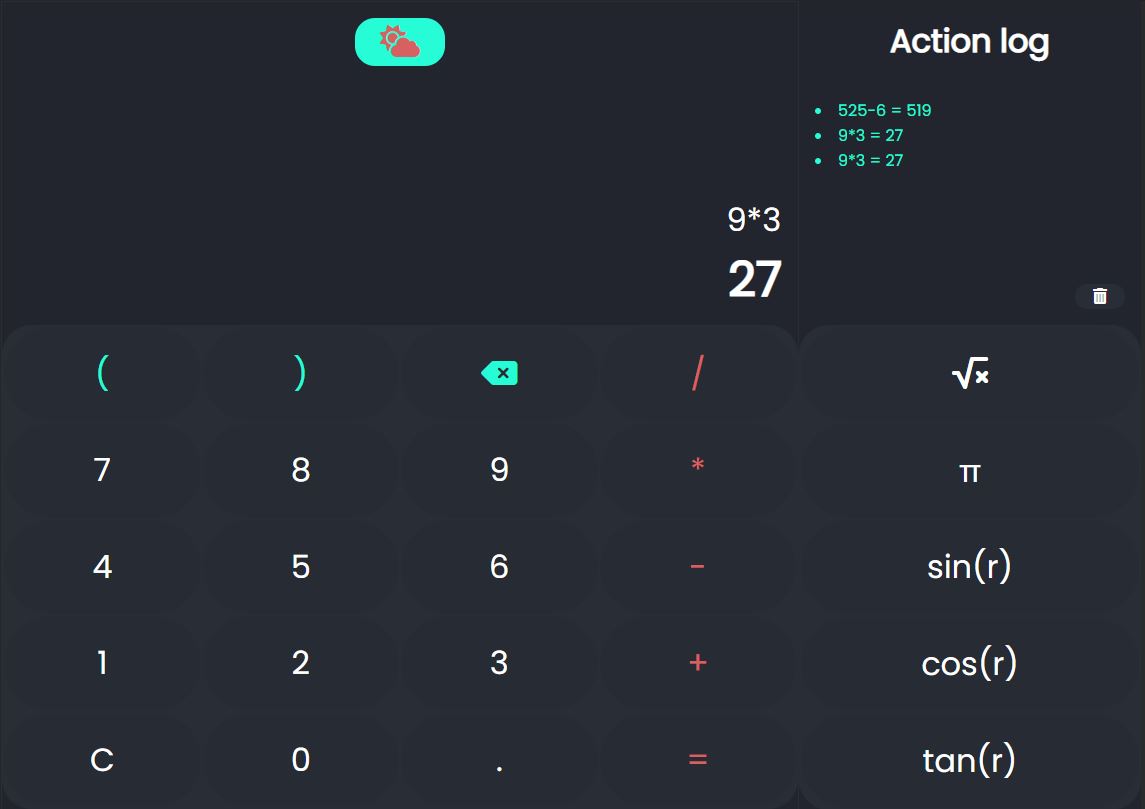 Action log
525-6 = 519
9*3 = 27
9*3 = 27
9*3
27
( ) /
7 8 9 * π
4 5 6 - sin(r)
1 2 3 + cos(r)
C 0 . = tan(r)